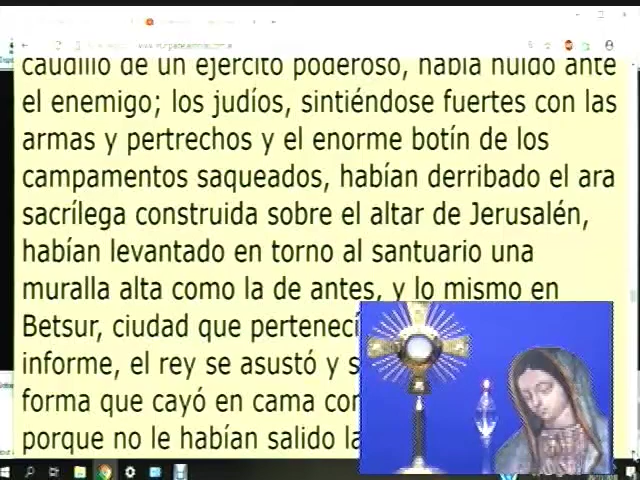 caudillo de un ejército poderoso, había huido ante
el enemigo; los judíos, sintiéndose fuertes con las
armas y pertrechos y el enorme botín de los
campamentos saqueados, habían derribado el ara
sacrílega construida sobre el altar de Jerusalén,
habían levantado en torno al santuario una
muralla alta como la de antes, y lo mismo en
Betsur, ciudad que pertenecí
informe, el rey se asustó y s
forma que cayó en cama con
porque no le habían salido la